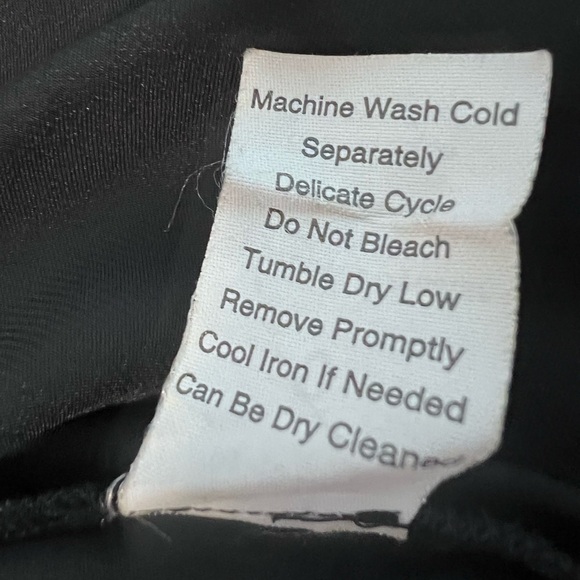 Machine Wash Cold
Separately
Delicate Cycle
Do Not Bleach
Tumble Dry Low
Remove Promptly
Cool Iron If Needed
Can Be Dry Cleaned